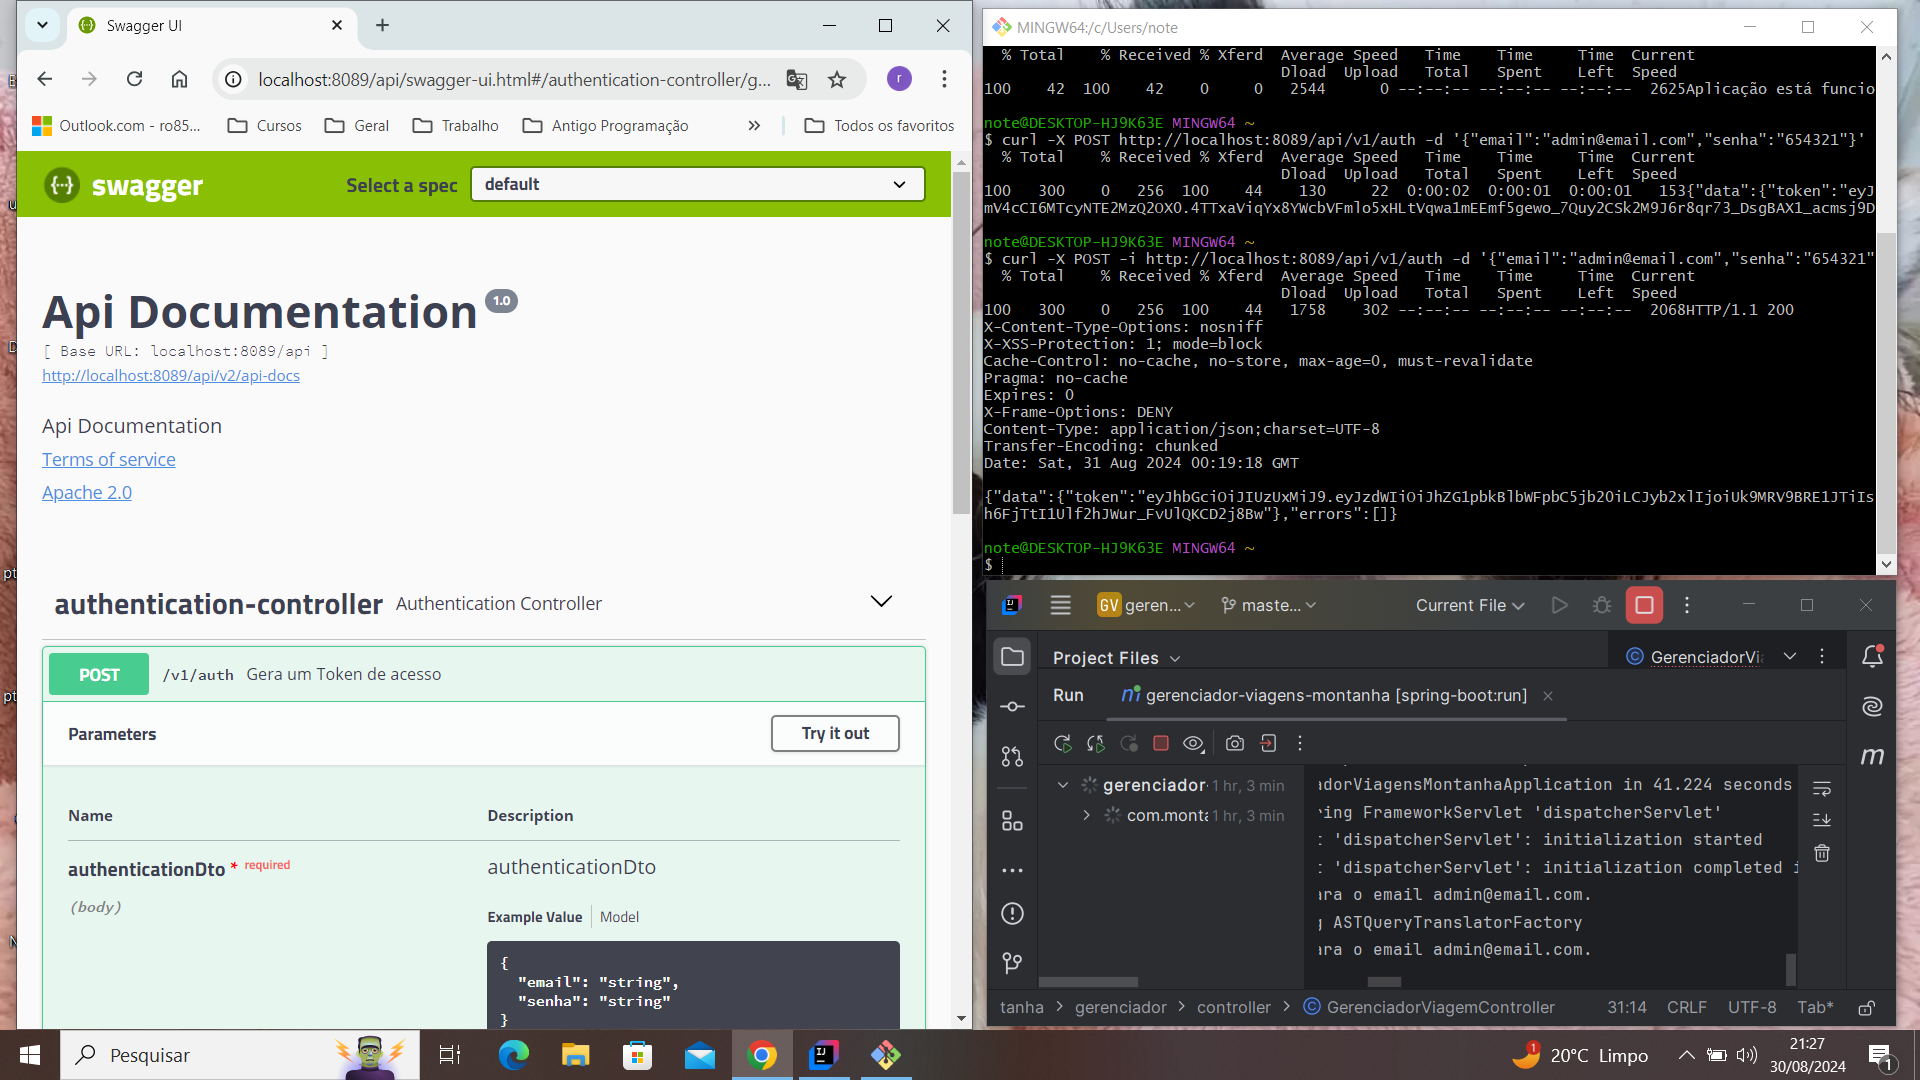 Swagger UI
localhost:8089/api/swagger-ui.html#/authentication-controller/g...
r
Outlook.com - ro85...
Cursos
Geral
Trabalho
Antigo Programação
»
Todos os favoritos
swagger
Select a spec
default
Api Documentation 1.0
[ Base URL: localhost:8089/api ]
http://localhost:8089/api/v2/api-docs
Api Documentation
Terms of service
Apache 2.0
authentication-controller Authentication Controller
POST /v1/auth Gera um Token de acesso
Parameters
Try it out
Name Description
authenticationDto * required
(body)
authenticationDto
Example Value Model
{
"email": "string",
"senha": "string"
}
MINGW64:/c/Users/note
% Total % Received % Xferd Average Speed Time Time Time Current
Dload Upload Total Spent Left Speed
100 42 100 42 0 0 2544 0 --:--:-- --:--:-- --:--:-- 2625Aplicação está funcio
note@DESKTOP-HJ9K63E MINGW64 ~
$ curl -X POST http://localhost:8089/api/v1/auth -d '{"email":"admin@email.com","senha":"654321"}'
% Total % Received % Xferd Average Speed Time Time Time Current
Dload Upload Total Spent Left Speed
100 300 0 256 100 44 130 22 0:00:02 0:00:01 0:00:01 153{"data":{"token":"eyJ
mV4cCI6MTcyNTE2MzQ2OX0.4TTxaViqYx8YWcbVFmlo5xHLtVqwa1mEEmf5gewo_7Quy2CSk2M9J6r8qr73_DsgBAX1_acmsj9D
note@DESKTOP-HJ9K63E MINGW64 ~
$ curl -X POST -i http://localhost:8089/api/v1/auth -d '{"email":"admin@email.com","senha":"654321"
% Total % Received % Xferd Average Speed Time Time Time Current
Dload Upload Total Spent Left Speed
100 300 0 256 100 44 1758 302 --:--:-- --:--:-- --:--:-- 2068HTTP/1.1 200
X-Content-Type-Options: nosniff
X-XSS-Protection: 1; mode=block
Cache-Control: no-cache, no-store, max-age=0, must-revalidate
Pragma: no-cache
Expires: 0
X-Frame-Options: DENY
Content-Type: application/json;charset=UTF-8
Transfer-Encoding: chunked
Date: Sat, 31 Aug 2024 00:19:18 GMT
{"data":{"token":"eyJhbGciOiJIUzUxMiJ9.eyJzdWIiOiJhZG1pbkBlbWFpbC5jb20iLCJyb2xlIjoiUk9MRV9BRE1JTiIs
h6FjTtI1Ulf2hJWur_FvUlQKCD2j8Bw"},"errors":[]}
note@DESKTOP-HJ9K63E MINGW64 ~
$
GV geren... maste... Current File
Project Files
GerenciadorVi
Run gerenciador-viagens-montanha [spring-boot:run]
gerenciador 1 hr, 3 min
com.monta 1 hr, 3 min
adorViagensMontanhaApplication in 41.224 seconds
ring FrameworkServlet 'dispatcherServlet'
t 'dispatcherServlet': initialization started
t 'dispatcherServlet': initialization completed i
ara o email admin@email.com.
g ASTQueryTranslatorFactory
ara o email admin@email.com.
m
tanha > gerenciador > controller > GerenciadorViagemController 31:14 CRLF UTF-8 Tab*
Pesquisar
1
20°C Limpo
21:27
30/08/2024
1